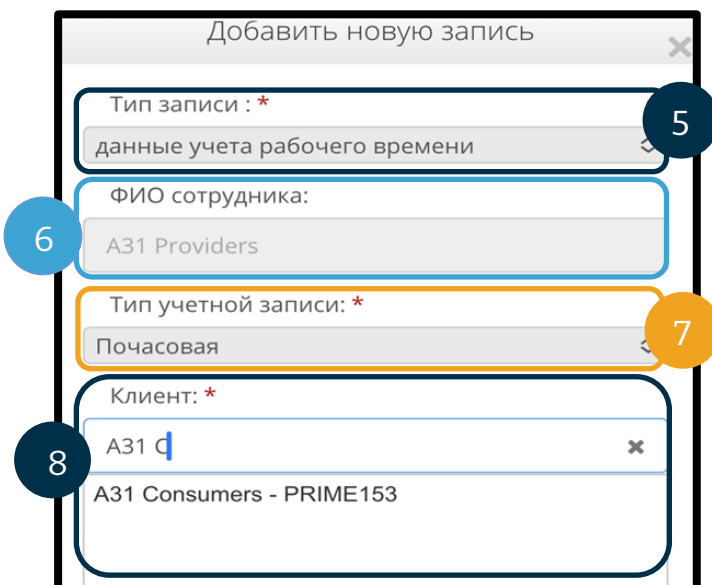 Добавить новую запись
Тип записи : *
5
данные учета рабочего времени
ФИО сотрудника:
6
A31 Providers
Тип учетной записи: *
7
Почасовая
Клиент: *
A31 C
8
A31 Consumers - PRIME153